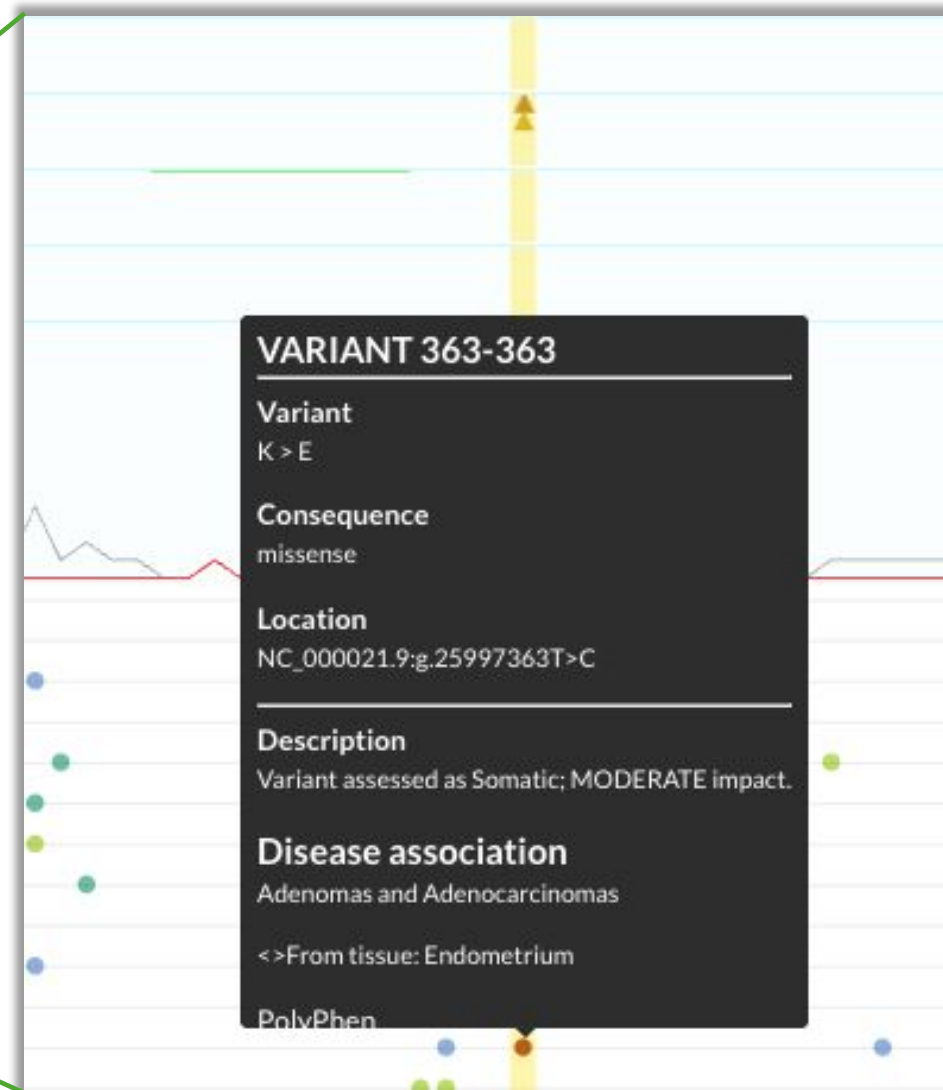 VARIANT 363-363
Variant
K > E
Consequence
missense
Location
NC_000021.9:g.25997363T>C
Description
Variant assessed as Somatic; MODERATE impact.
Disease association
Adenomas and Adenocarcinomas
<>From tissue: Endometrium
PolyPhen